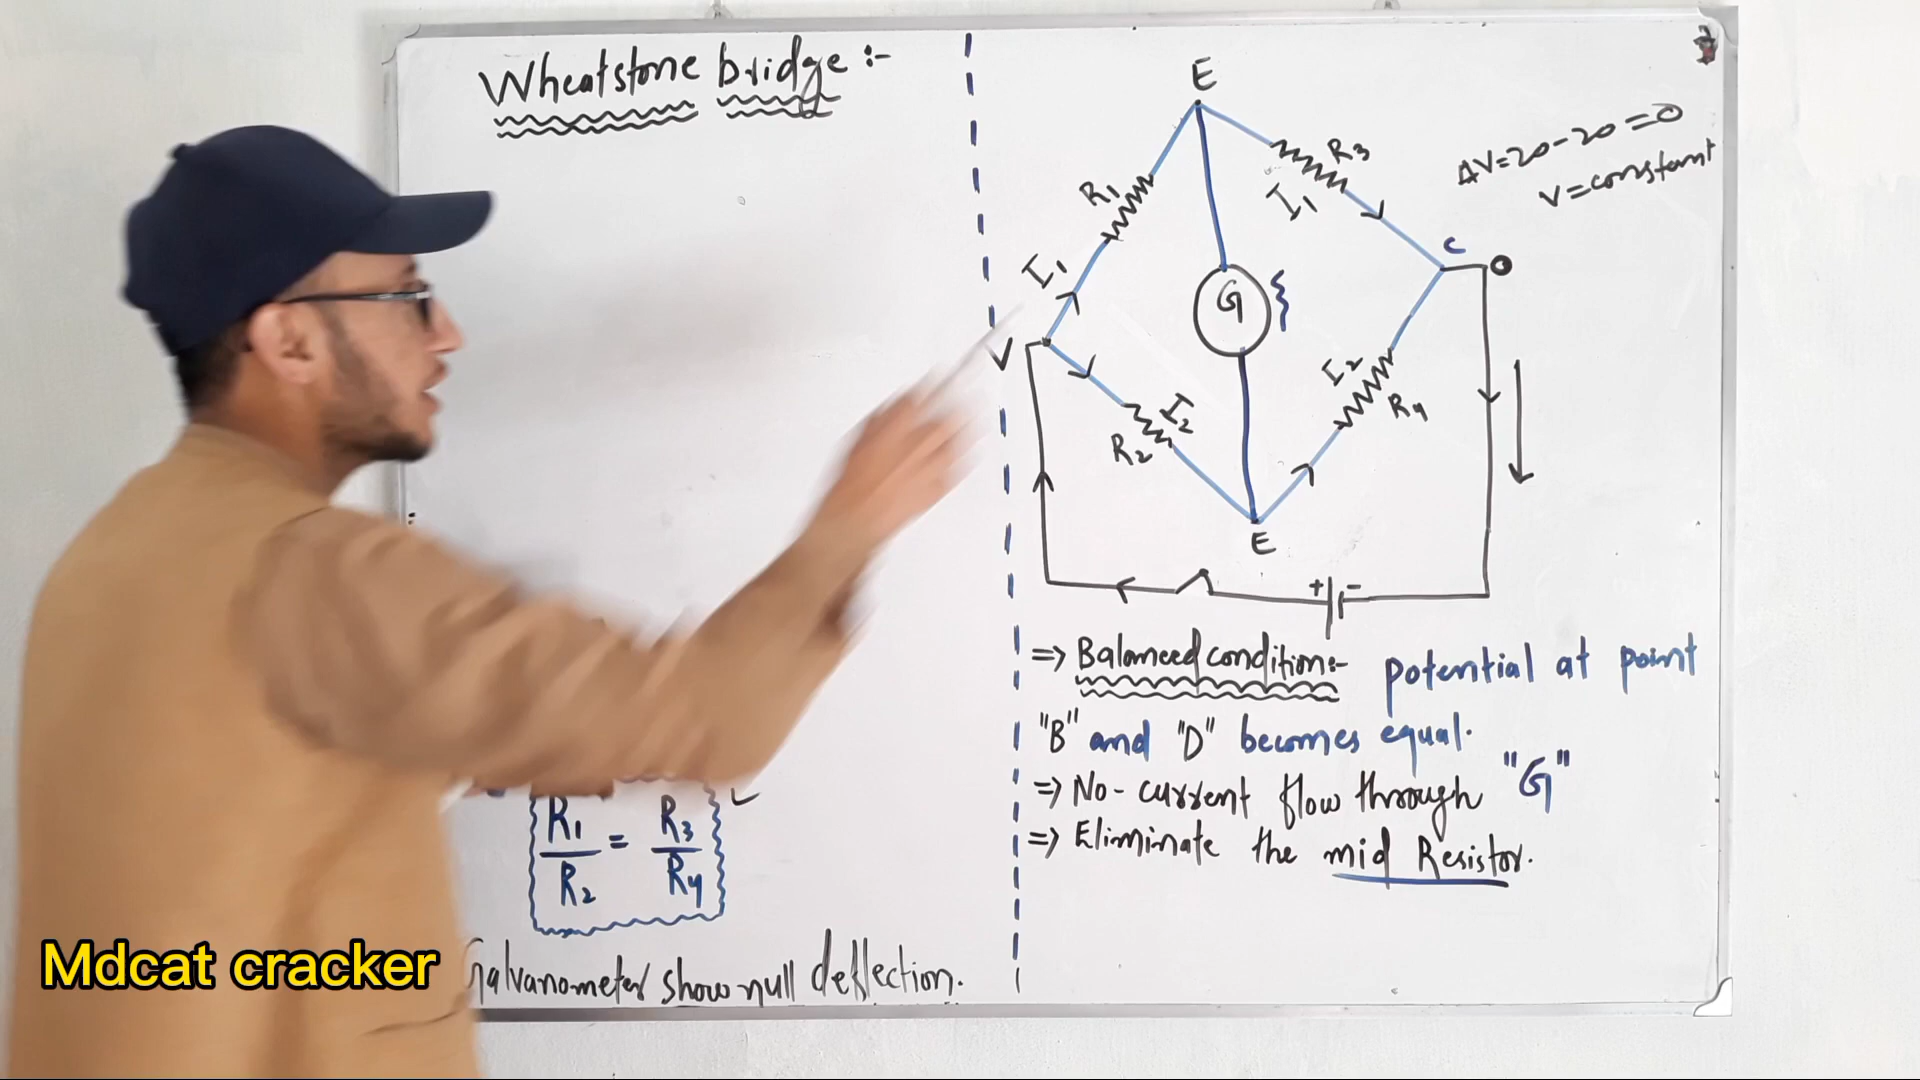 Wheatstone bridge :-
R1 / R2 = R3 / R4
Galvanometer show null deflection.
E
R1
I1
R3
I1
ΔV=20-20=0
V=constant
C
G
V
I2
R2
I2
R4
E
+ -
=> Balanced condition:- potential at point
"B" and "D" becomes equal.
=> No-current flow through "G"
=> Eliminate the mid Resistor.
Mdcat cracker